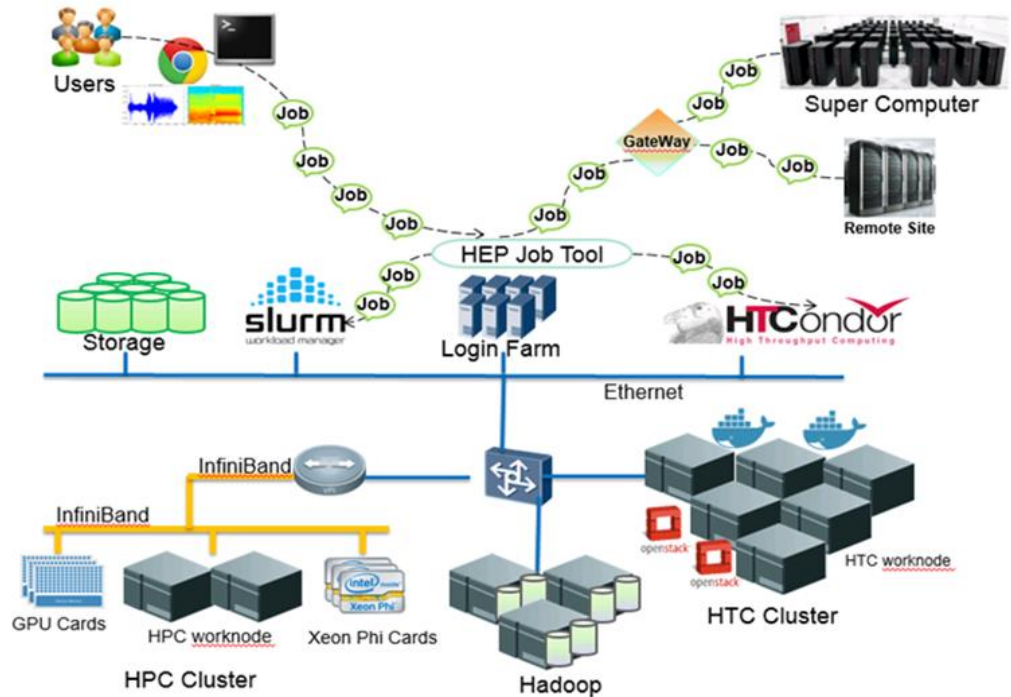 >_
Users
Job
Job
Job
Job
Job
Job
Job
Job
Job
Job
GateWay
Super Computer
Remote Site
HEP Job Tool
Job
Job
Job
Job
Storage
slurm
workload manager
Login Farm
HTCondor
High Throughput Computing
Ethernet
InfiniBand
InfiniBand
GPU Cards
HPC worknode
intel inside
Xeon Phi
Xeon Phi Cards
HPC Cluster
Hadoop
openstack
openstack
HTC worknode
HTC Cluster